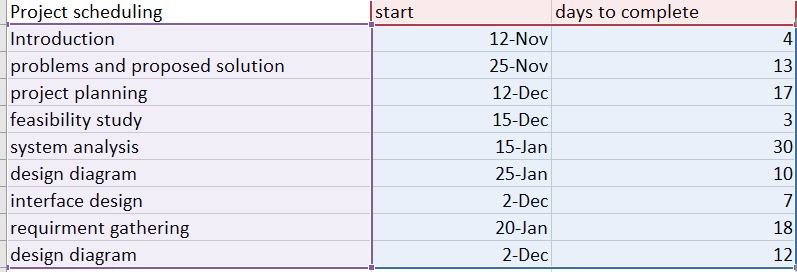 Project scheduling start days to complete
Introduction 12-Nov 4
problems and proposed solution 25-Nov 13
project planning 12-Dec 17
feasibility study 15-Dec 3
system analysis 15-Jan 30
design diagram 25-Jan 10
interface design 2-Dec 7
requirment gathering 20-Jan 18
design diagram 2-Dec 12